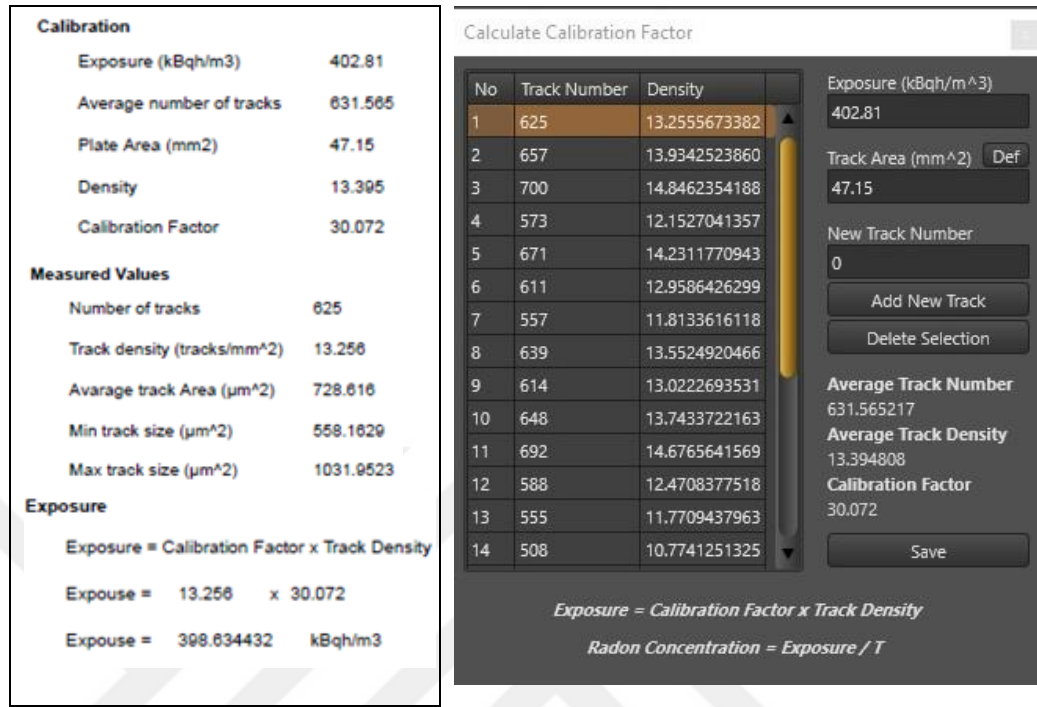 Calibration
Exposure (kBqh/m3) 402.81
Average number of tracks 631.565
Plate Area (mm2) 47.15
Density 13.395
Calibration Factor 30.072
Measured Values
Number of tracks 625
Track density (tracks/mm^2) 13.256
Avarage track Area (µm^2) 728.616
Min track size (µm^2) 558.1629
Max track size (µm^2) 1031.9523
Exposure
Exposure = Calibration Factor x Track Density
Expouse = 13.256 x 30.072
Expouse = 398.634432 kBqh/m3
Calculate Calibration Factor
No Track Number Density
1 625 13.2555673382
2 657 13.9342523860
3 700 14.8462354188
4 573 12.1527041357
5 671 14.2311770943
6 611 12.9586426299
7 557 11.8133616118
8 639 13.5524920466
9 614 13.0222693531
10 648 13.7433722163
11 692 14.6765641569
12 588 12.4708377518
13 555 11.7709437963
14 508 10.7741251325
Exposure (kBqh/m^3)
402.81
Track Area (mm^2) Def
47.15
New Track Number
0
Add New Track
Delete Selection
Average Track Number
631.565217
Average Track Density
13.394808
Calibration Factor
30.072
Save
Exposure = Calibration Factor x Track Density
Radon Concentration = Exposure / T